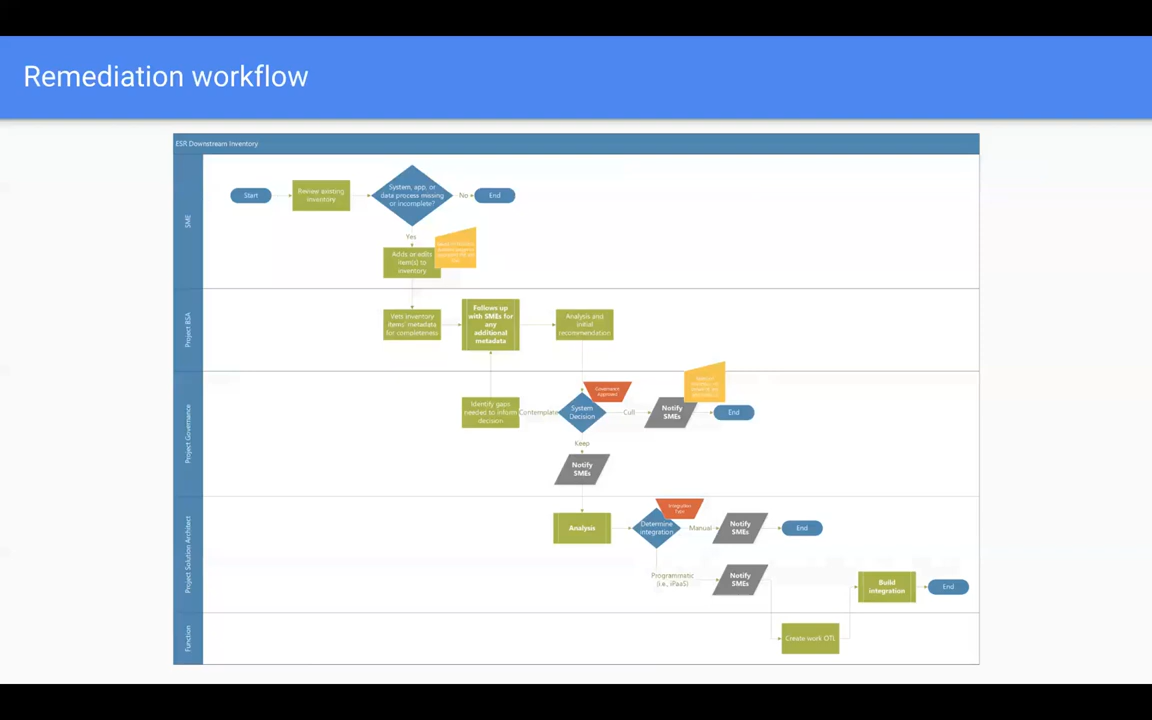 Remediation workflow
ESR Downstream Inventory
SME
Start
Review existing
inventory
System, app, or
data process missing
or incomplete?
No
End
Yes
Adds or edits
item(s) to
inventory
Project BSA
Vets inventory
items' metadata
for completeness
Follows up
with SMEs for
any
additional
metadata
Analysis and
initial
recommendation
Project Governance
Identify gaps
needed to inform
decision
Contemplate
System
Decision
Governance
Approves
Cull
Notify
SMEs
End
Keep
Notify
SMEs
Project Solution Architect
Analysis
Determine
integration
Integration
Tool
Manual
Notify
SMEs
End
Programmatic
(i.e., iPaaS)
Notify
SMEs
Build
integration
End
Function
Create work OTL